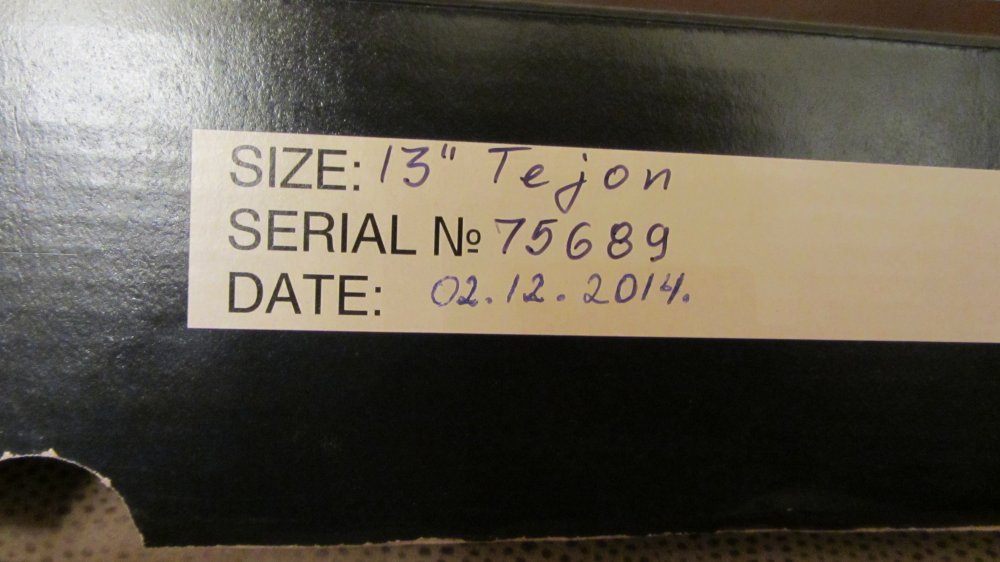 SIZE: 13" Tejon
SERIAL № 75689
DATE: 02.12.2014.